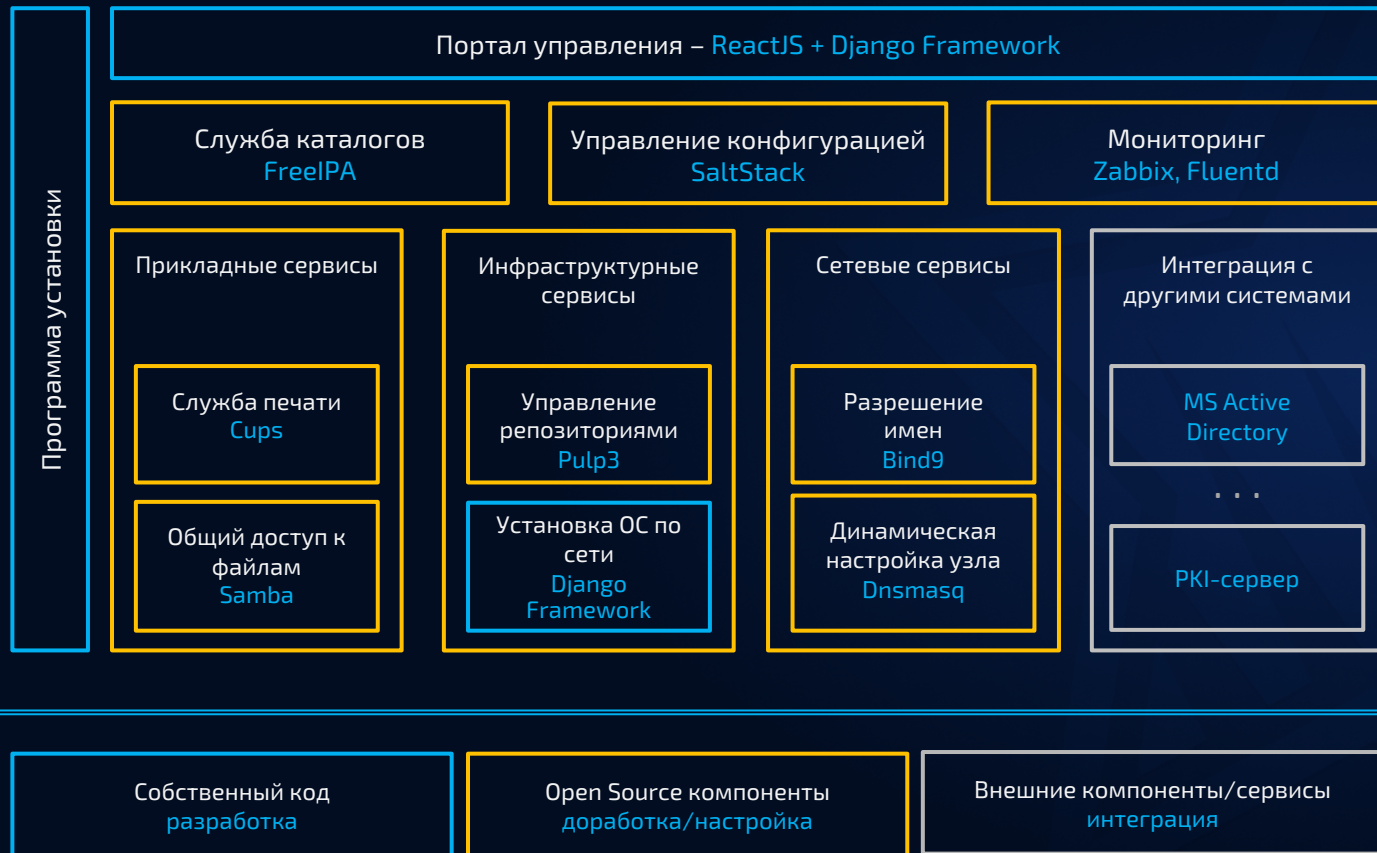 Портал управления – ReactJS + Django Framework
Программа установки
Служба каталогов
FreeIPA
Управление конфигурацией
SaltStack
Мониторинг
Zabbix, Fluentd
Прикладные сервисы
Служба печати
Cups
Общий доступ к
файлам
Samba
Инфраструктурные
сервисы
Управление
репозиториями
Pulp3
Установка ОС по
сети
Django
Framework
Сетевые сервисы
Разрешение
имен
Bind9
Динамическая
настройка узла
Dnsmasq
Интеграция с
другими системами
MS Active
Directory
. . .
PKI-сервер
Собственный код
разработка
Open Source компоненты
доработка/настройка
Внешние компоненты/сервисы
интеграция